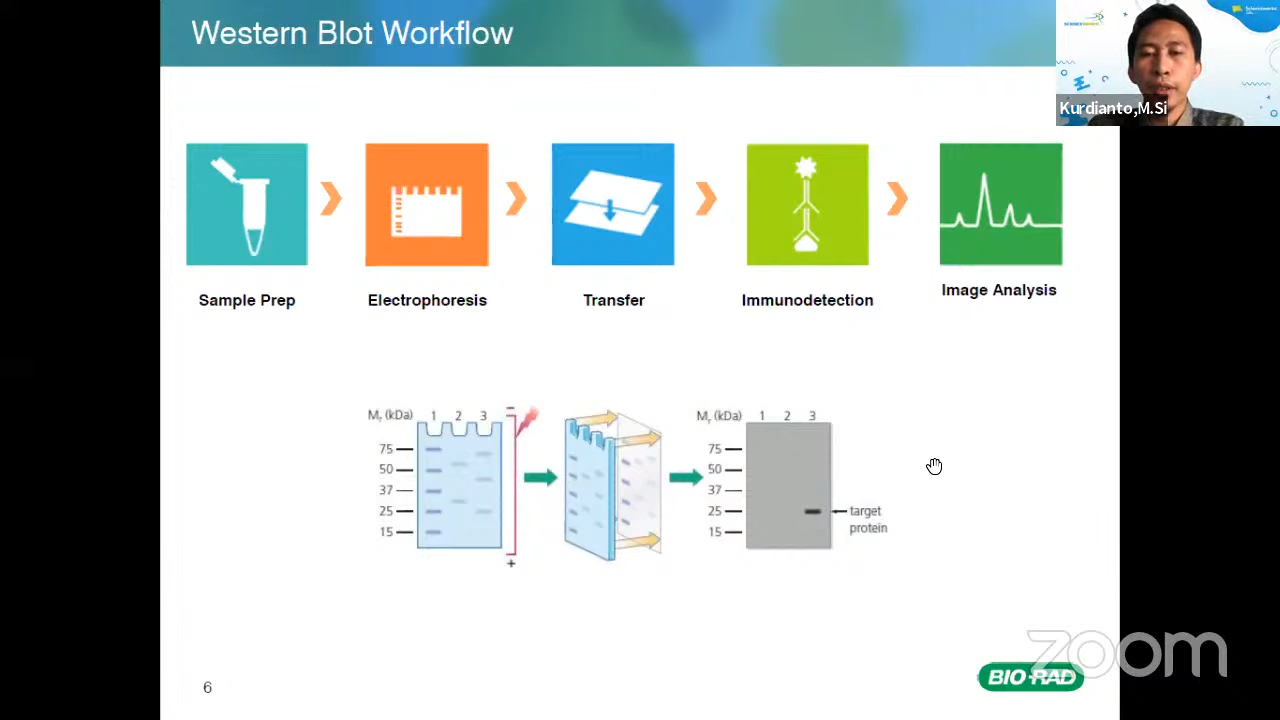 Western Blot Workflow
Kurdianto,M.Si
Sample Prep
Electrophoresis
Transfer
Immunodetection
Image Analysis
Mr (kDa) 1 2 3
75
50
37
25
15
−
+
Mr (kDa) 1 2 3
75
50
37
25
15
target
protein
6
BIO-RAD
zoom